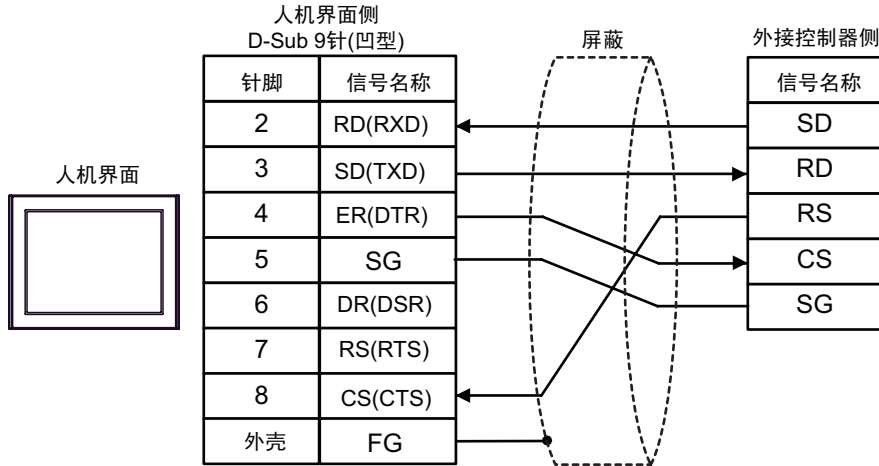 人机界面侧
D-Sub 9针(凹型)
屏蔽
外接控制器侧
针脚 信号名称
信号名称
2 RD(RXD)
SD
3 SD(TXD)
RD
人机界面
4 ER(DTR)
RS
5 SG
CS
6 DR(DSR)
SG
7 RS(RTS)
8 CS(CTS)
外壳 FG